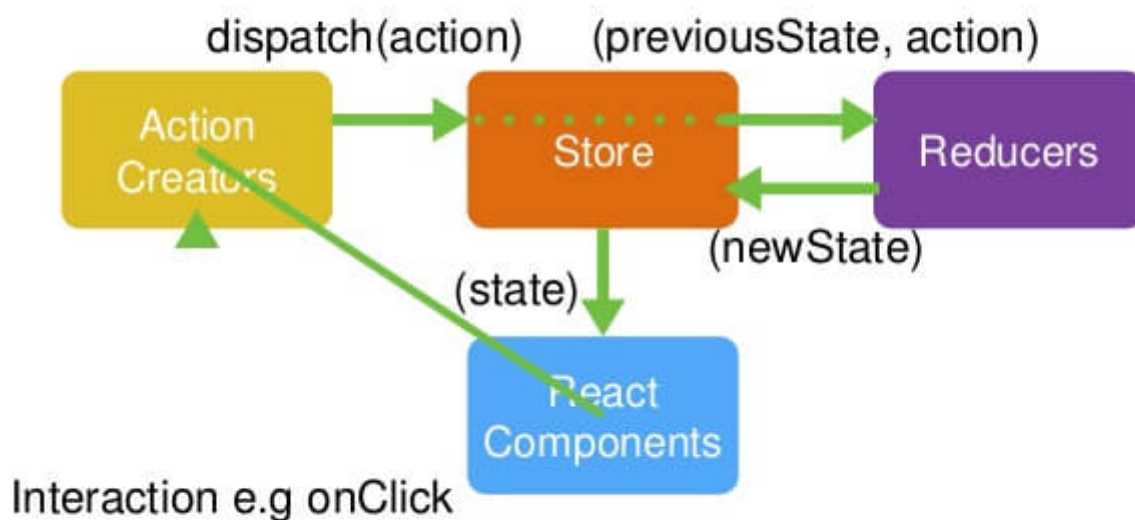 dispatch(action)
(previousState, action)
Action
Creators
Store
Reducers
(newState)
(state)
React
Components
Interaction e.g onClick